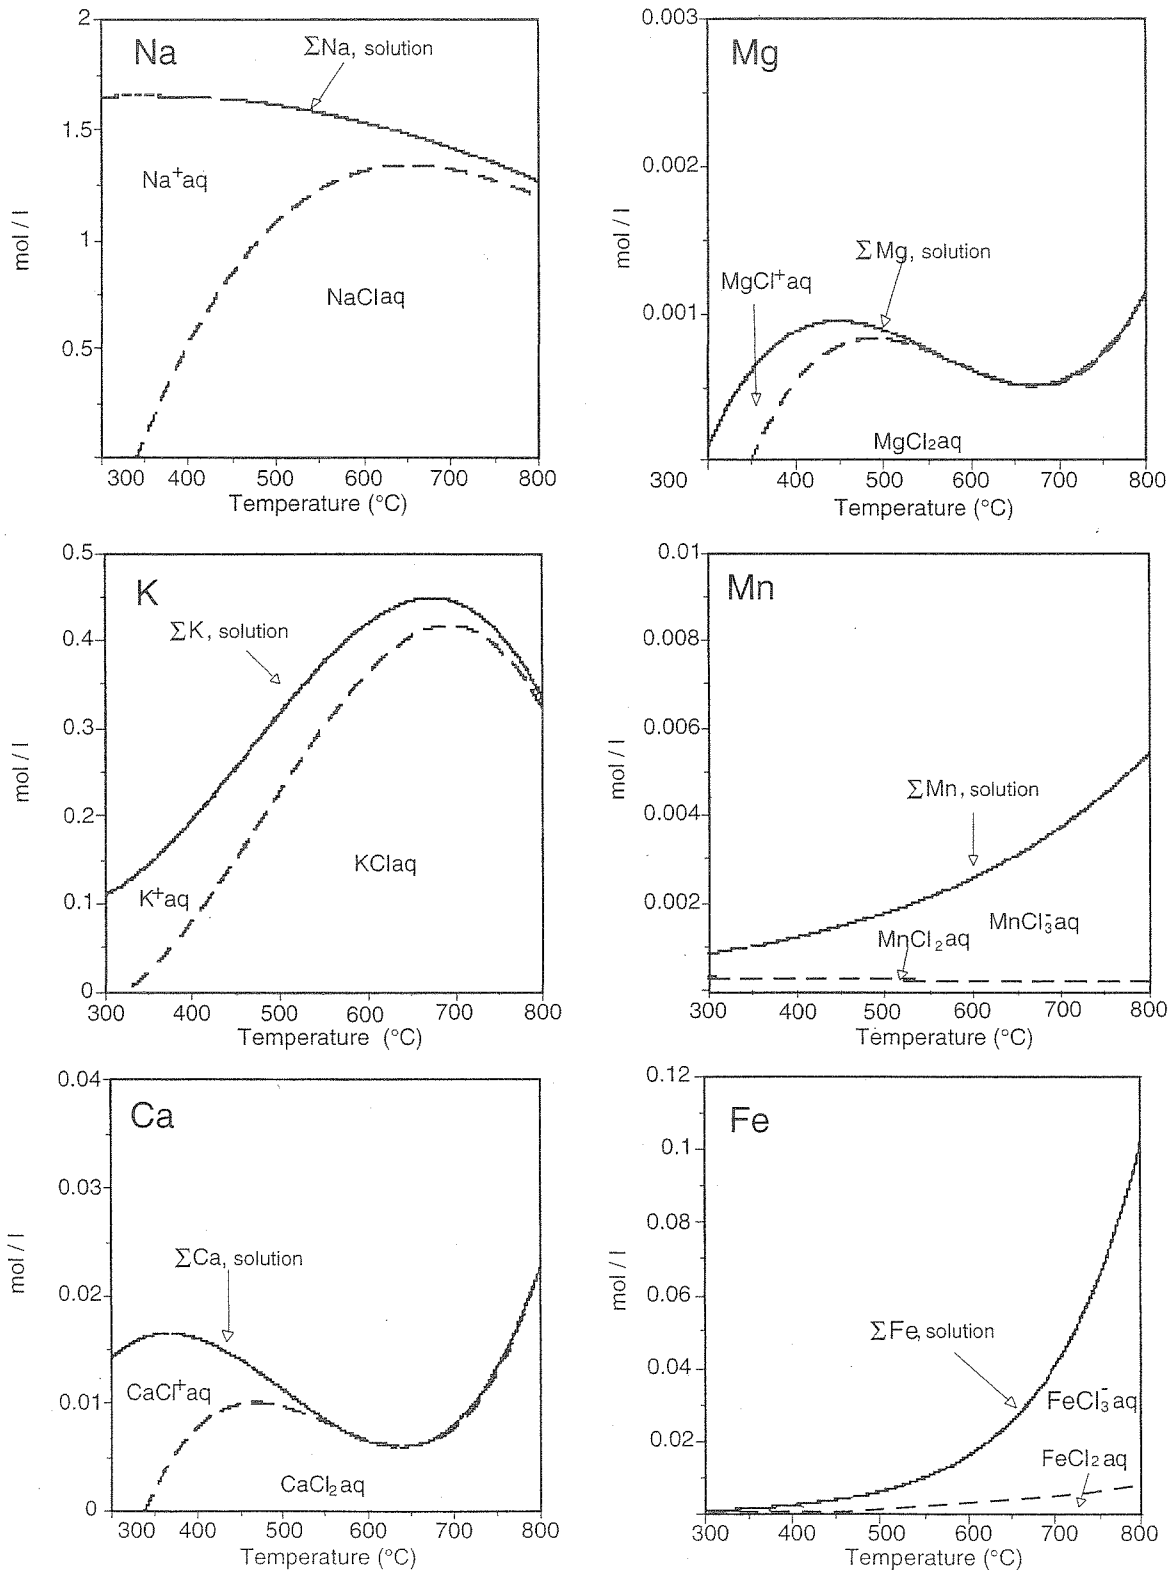 Na
2
1.5
1
0.5
mol / l
ΣNa, solution
Na⁺aq
NaClaq
300 400 500 600 700 800
Temperature (°C)
Mg
0.003
0.002
0.001
mol / l
ΣMg, solution
MgCl⁺aq
MgCl₂aq
300 400 500 600 700 800
Temperature (°C)
K
0.5
0.4
0.3
0.2
0.1
0
mol / l
ΣK, solution
K⁺aq
KClaq
300 400 500 600 700 800
Temperature (°C)
Mn
0.01
0.008
0.006
0.004
0.002
mol / l
ΣMn, solution
MnCl₂aq
MnCl₃⁻aq
300 400 500 600 700 800
Temperature (°C)
Ca
0.04
0.03
0.02
0.01
0
mol / l
ΣCa, solution
CaCl⁺aq
CaCl₂aq
300 400 500 600 700 800
Temperature (°C)
Fe
0.12
0.1
0.08
0.06
0.04
0.02
mol / l
ΣFe, solution
FeCl₃⁻aq
FeCl₂aq
300 400 500 600 700 800
Temperature (°C)